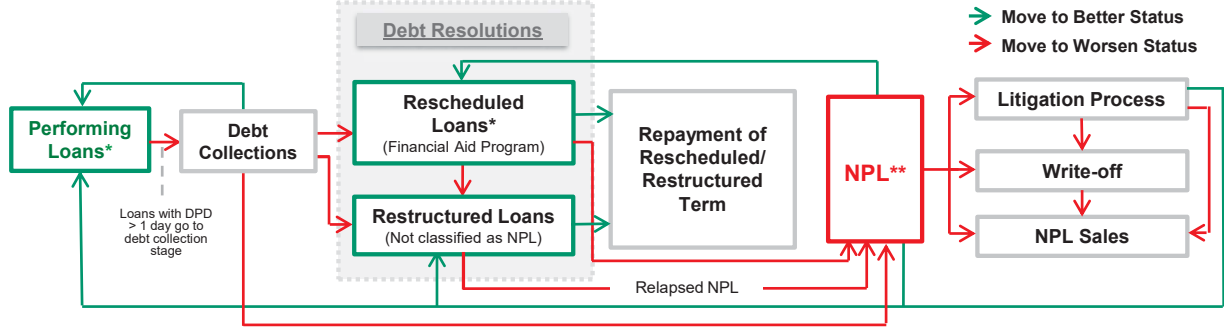 Move to Better Status
Move to Worsen Status
Debt Resolutions
Performing
Loans*
Debt
Collections
Rescheduled
Loans*
(Financial Aid Program)
Restructured Loans
(Not classified as NPL)
Repayment of
Rescheduled/
Restructured
Term
NPL**
Litigation Process
Write-off
NPL Sales
Loans with DPD
> 1 day go to
debt collection
stage
Relapsed NPL